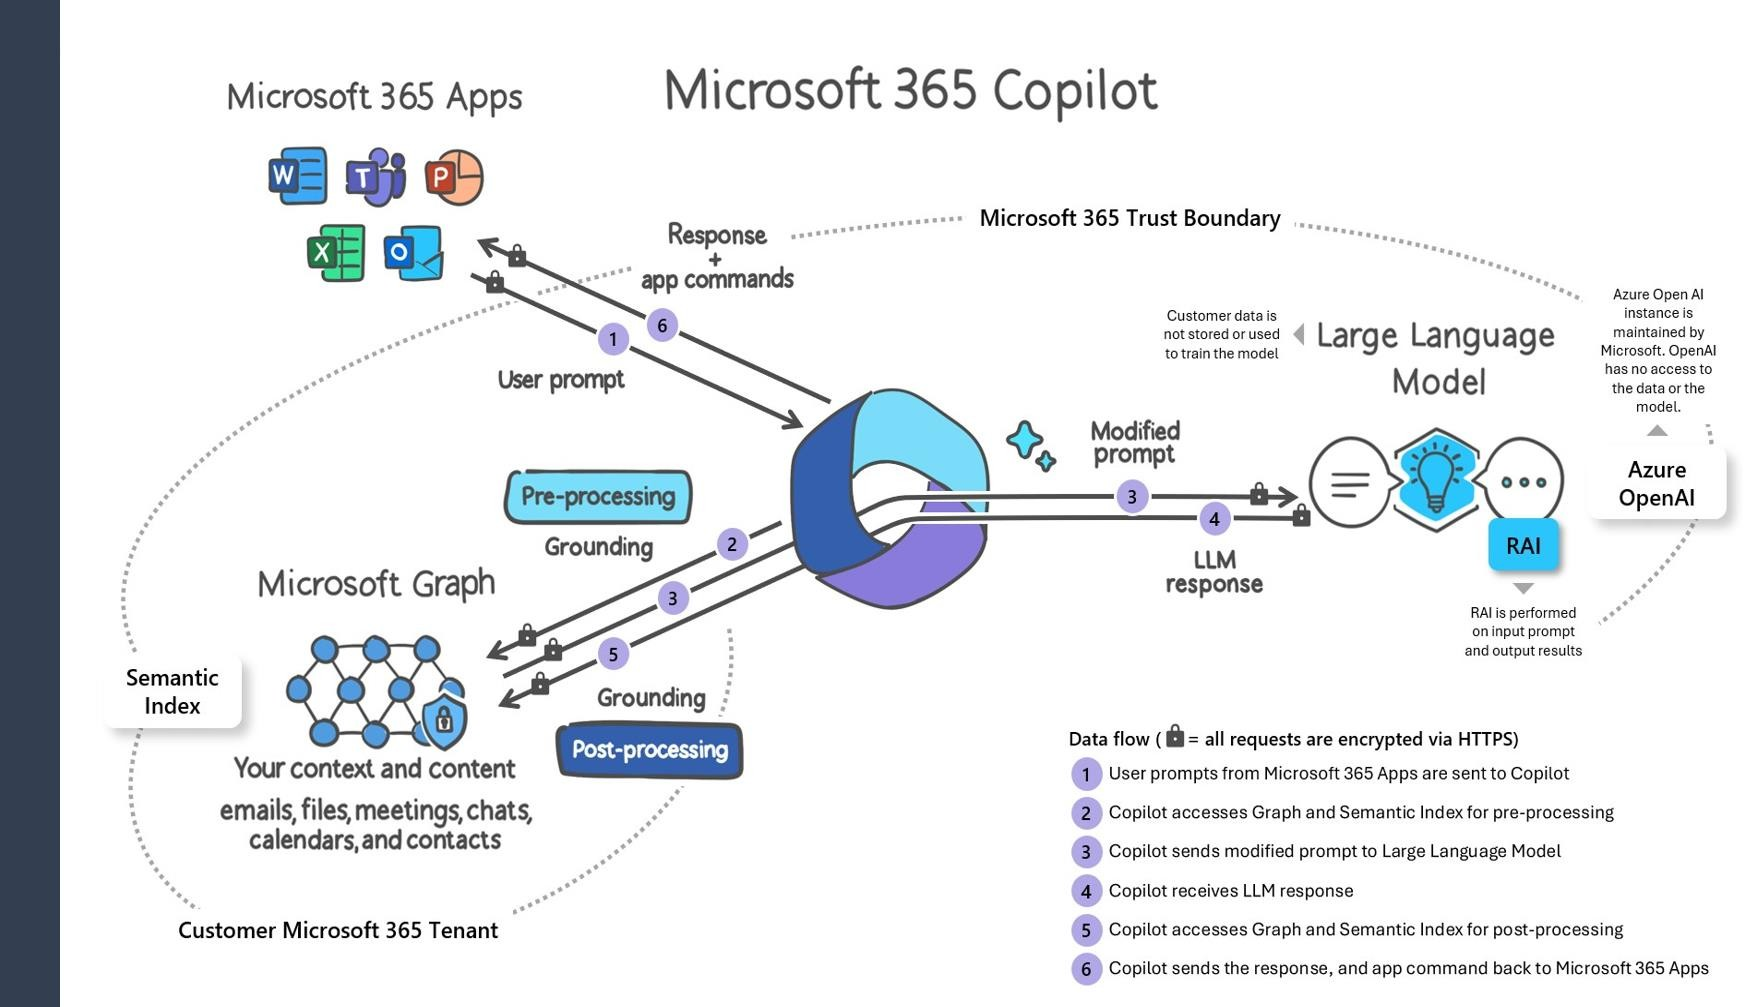 Microsoft 365 Copilot
Microsoft 365 Apps
W
T
P
X
O
Response
+
app commands
Microsoft 365 Trust Boundary
6
1
User prompt
Customer data is
not stored or used
to train the model
Large Language
Model
Azure Open AI
instance is
maintained by
Microsoft. OpenAI
has no access to
the data or the
model.
Azure
OpenAI
Modified
prompt
3
4
LLM
response
RAI
RAI is performed
on input prompt
and output results
Pre-processing
Grounding
2
3
5
Microsoft Graph
Semantic
Index
Grounding
Post-processing
Your context and content
emails, files, meetings, chats,
calendars, and contacts
Customer Microsoft 365 Tenant
Data flow ( = all requests are encrypted via HTTPS)
1 User prompts from Microsoft 365 Apps are sent to Copilot
2 Copilot accesses Graph and Semantic Index for pre-processing
3 Copilot sends modified prompt to Large Language Model
4 Copilot receives LLM response
5 Copilot accesses Graph and Semantic Index for post-processing
6 Copilot sends the response, and app command back to Microsoft 365 Apps